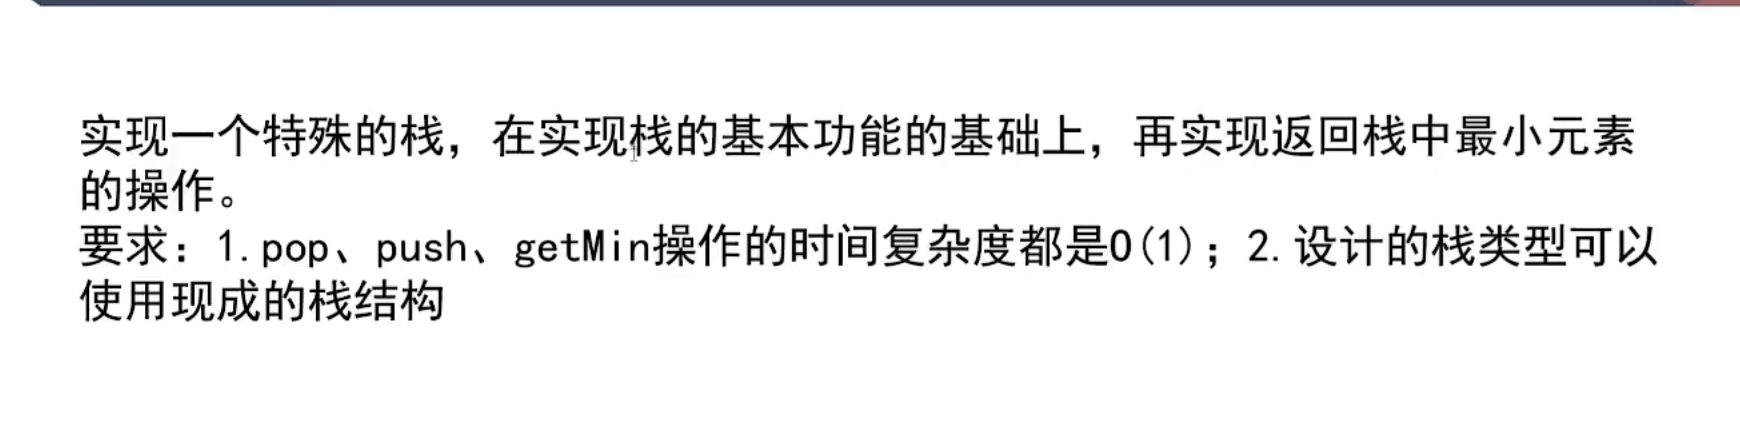 实现一个特殊的栈，在实现栈的基本功能的基础上，再实现返回栈中最小元素
的操作。
要求：1.pop、push、getMin操作的时间复杂度都是O(1)；2.设计的栈类型可以
使用现成的栈结构